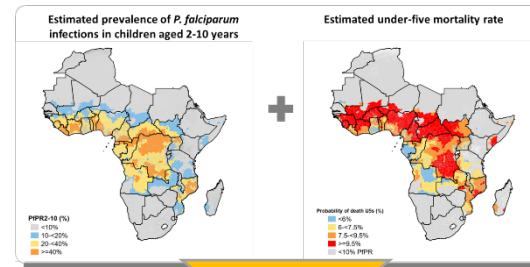 Estimated prevalence of P. falciparum
infections in children aged 2-10 years
PfPR2-10 (%)
<10%
10-<20%
20-<40%
>=40%
+
Estimated under-five mortality rate
Probability of death U5s (%)
<6%
6-<7.5%
7.5-<9.5%
>=9.5%
<10% PfPR